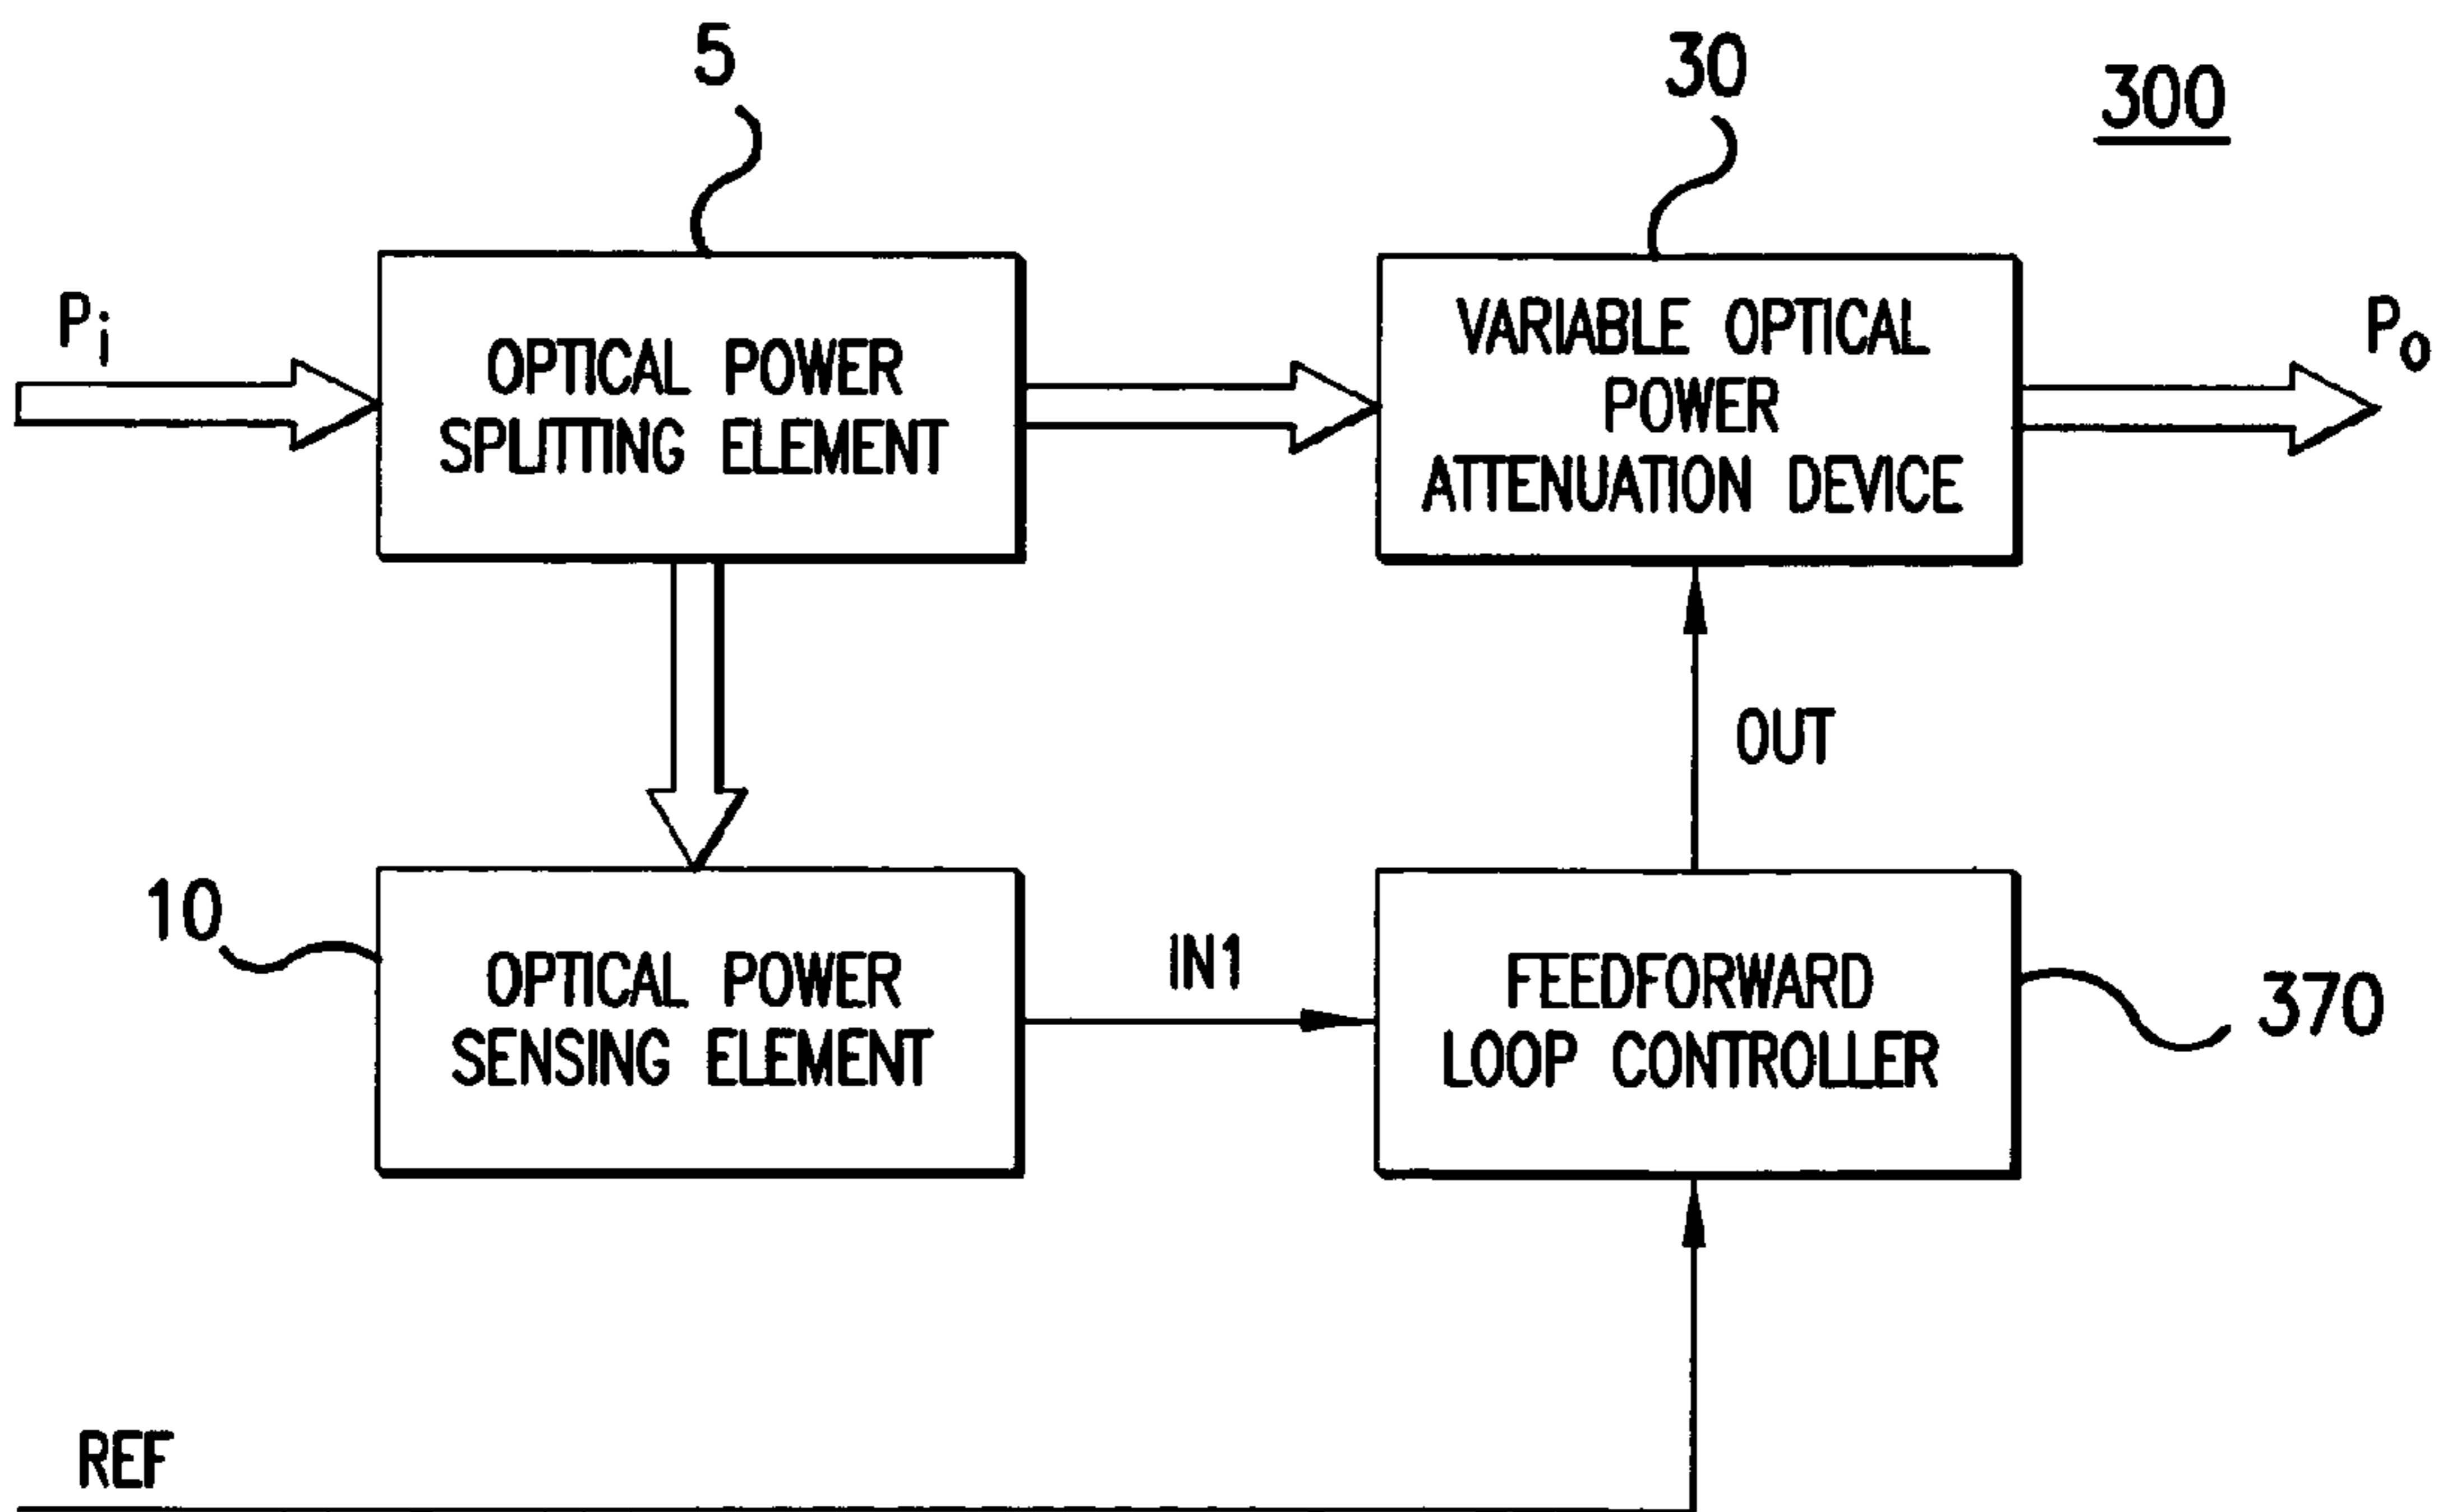 5
30
300
Pi
OPTICAL POWER
SPLITTING ELEMENT
VARIABLE OPTICAL
POWER
ATTENUATION DEVICE
Po
OUT
10
OPTICAL POWER
SENSING ELEMENT
IN1
FEEDFORWARD
LOOP CONTROLLER
370
REF